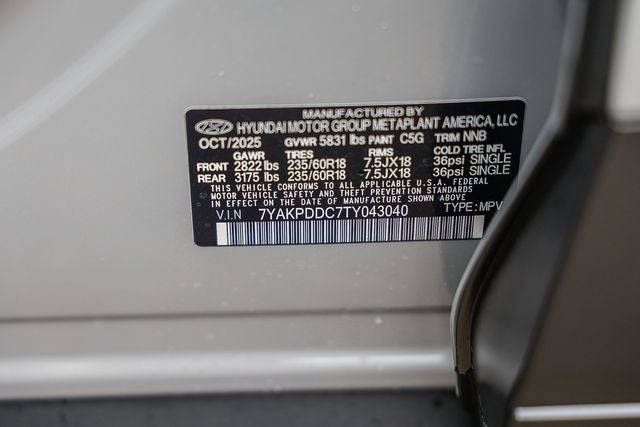 MANUFACTURED BY
HYUNDAI MOTOR GROUP METAPLANT AMERICA, LLC
OCT/2025 GVWR 5831 lbs PAINT C5G TRIM NNB
GAWR TIRES RIMS COLD TIRE INFL.
FRONT 2822 lbs 235/60R18 - 7.5JX18 - 36psi SINGLE
REAR 3175 lbs 235/60R18 - 7.5JX18 - 36psi SINGLE
THIS VEHICLE CONFORMS TO ALL APPLICABLE U.S.A. FEDERAL
MOTOR VEHICLE SAFETY AND THEFT PREVENTION STANDARDS
IN EFFECT ON THE DATE OF MANUFACTURE SHOWN ABOVE.
V.I.N 7YAKPDDC7TY043040 TYPE: MPV